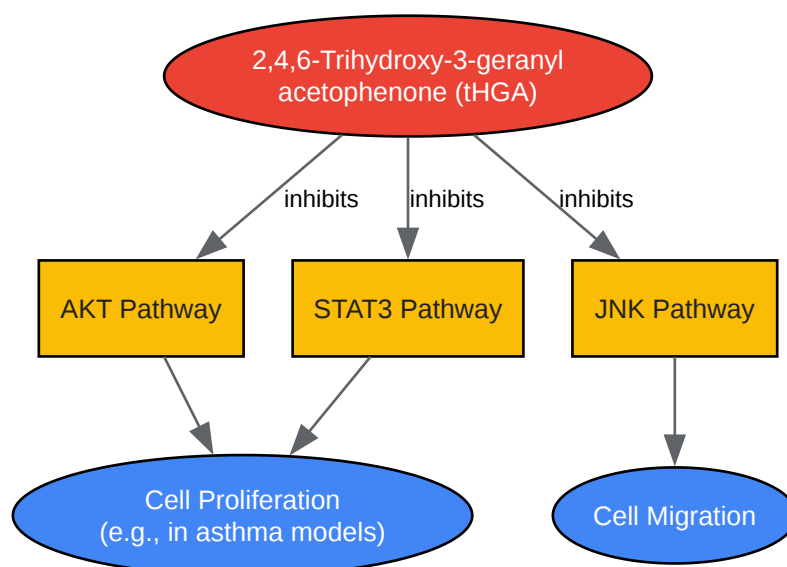 2,4,6-Trihydroxy-3-geranyl
acetophenone (tHGA)
inhibits
inhibits
inhibits
AKT Pathway
STAT3 Pathway
JNK Pathway
Cell Proliferation
(e.g., in asthma models)
Cell Migration